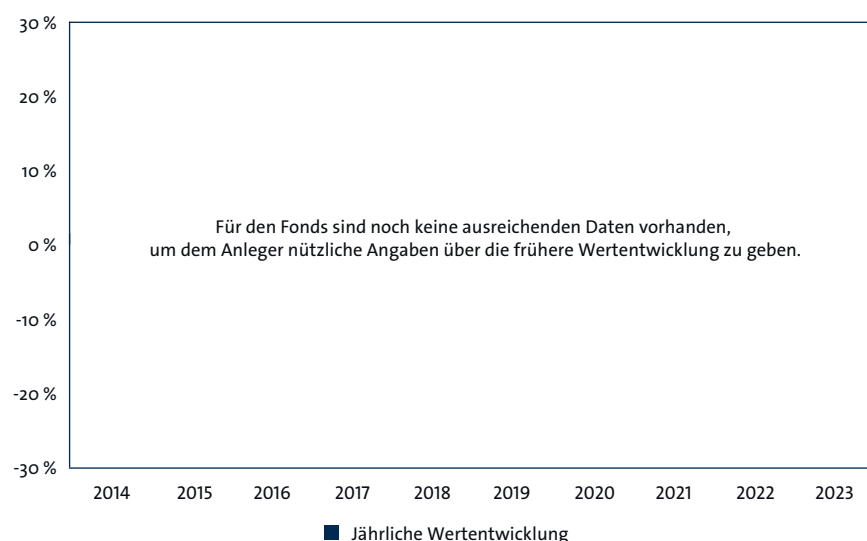 30 %
20 %
10 %
0 %
-10 %
-20 %
-30 %
Für den Fonds sind noch keine ausreichenden Daten vorhanden,
um dem Anleger nützliche Angaben über die frühere Wertentwicklung zu geben.
2014 2015 2016 2017 2018 2019 2020 2021 2022 2023
Jährliche Wertentwicklung